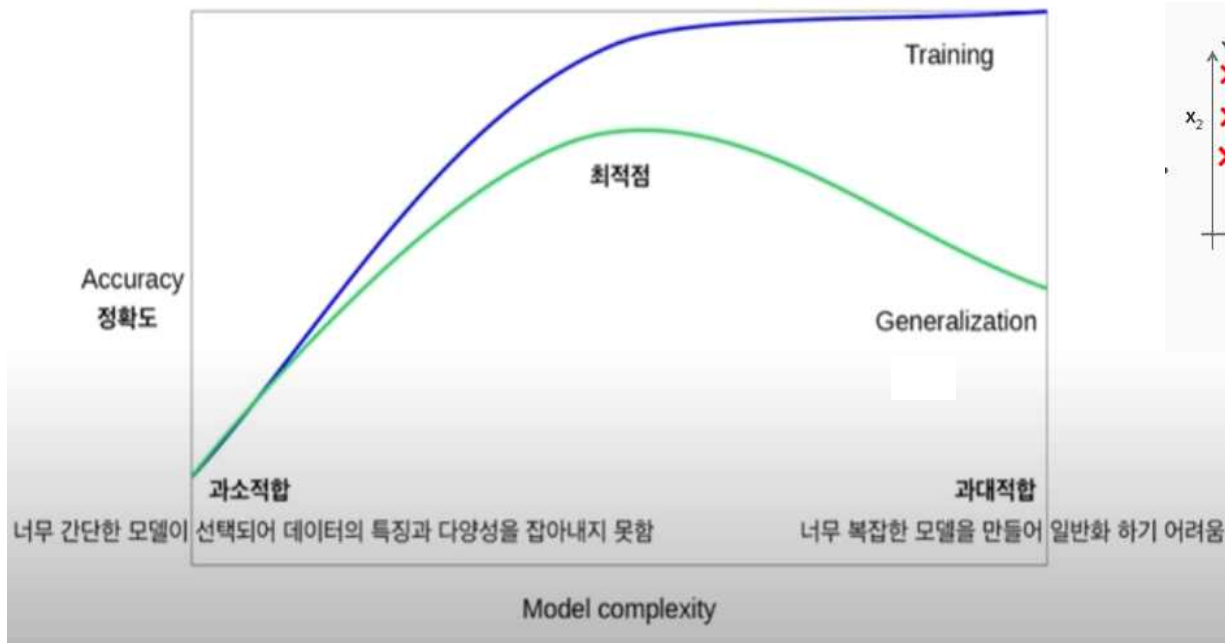 Training
x₂
최적점
Accuracy
정확도
Generalization
과소적합
과대적합
너무 간단한 모델이 선택되어 데이터의 특징과 다양성을 잡아내지 못함
너무 복잡한 모델을 만들어 일반화 하기 어려움
Model complexity